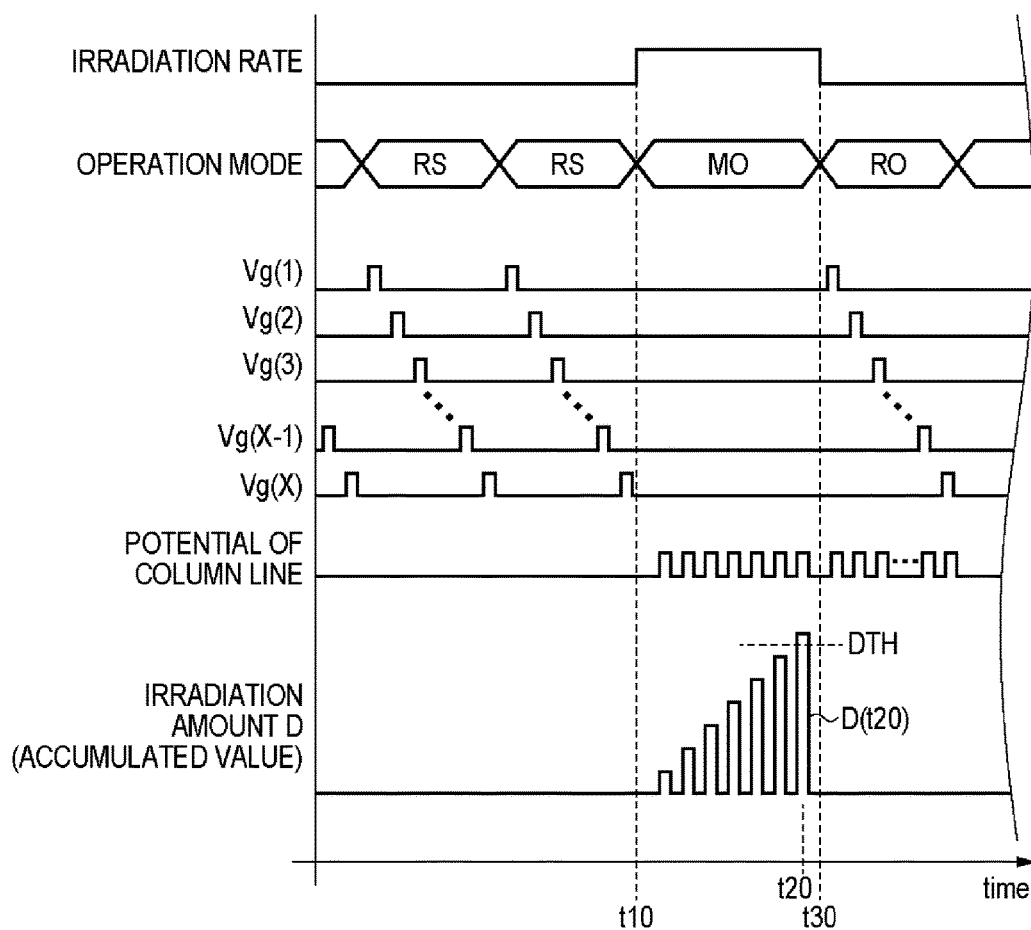 IRRADIATION RATE
OPERATION MODE
RS
RS
MO
RO
Vg(1)
Vg(2)
Vg(3)
Vg(X-1)
Vg(X)
POTENTIAL OF
COLUMN LINE
DTH
IRRADIATION
AMOUNT D
(ACCUMULATED VALUE)
D(t20)
t20
time
t10
t30